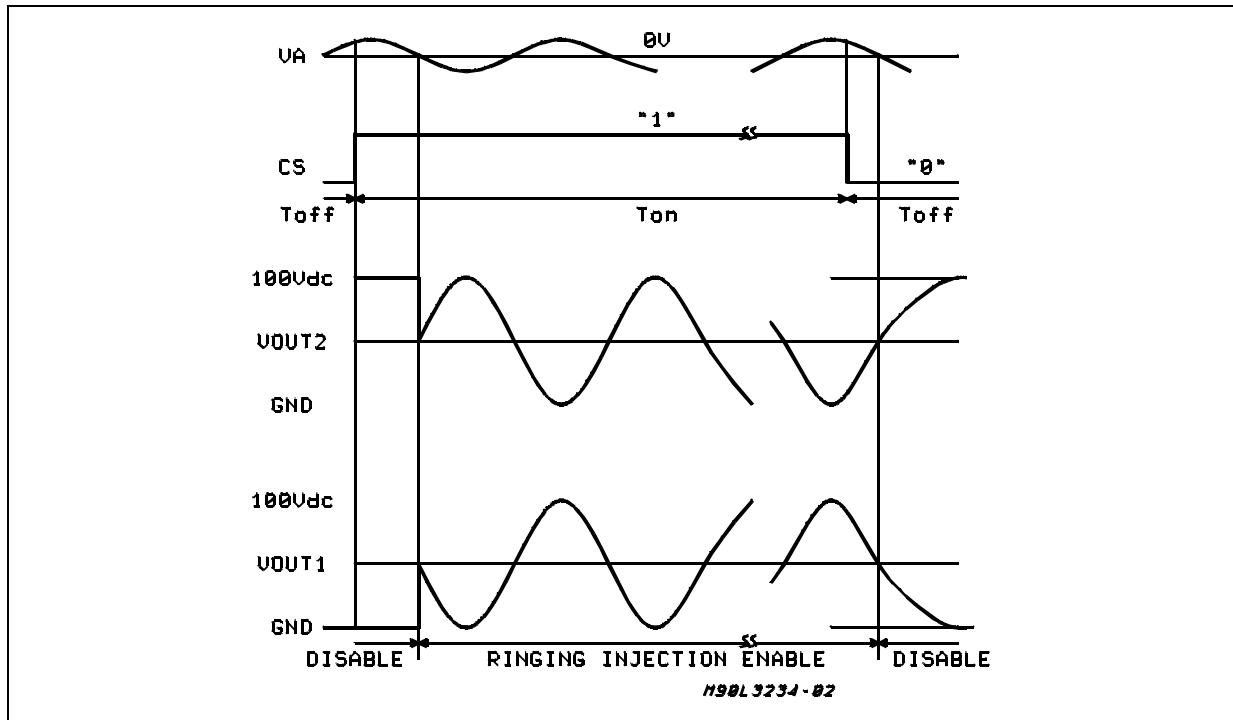 0V
VA
"1"
CS
"0"
Toff
Ton
Toff
100Vdc
VOUT2
GND
100Vdc
VOUT1
GND
DISABLE
RINGING INJECTION ENABLE
DISABLE
M90L3234-02